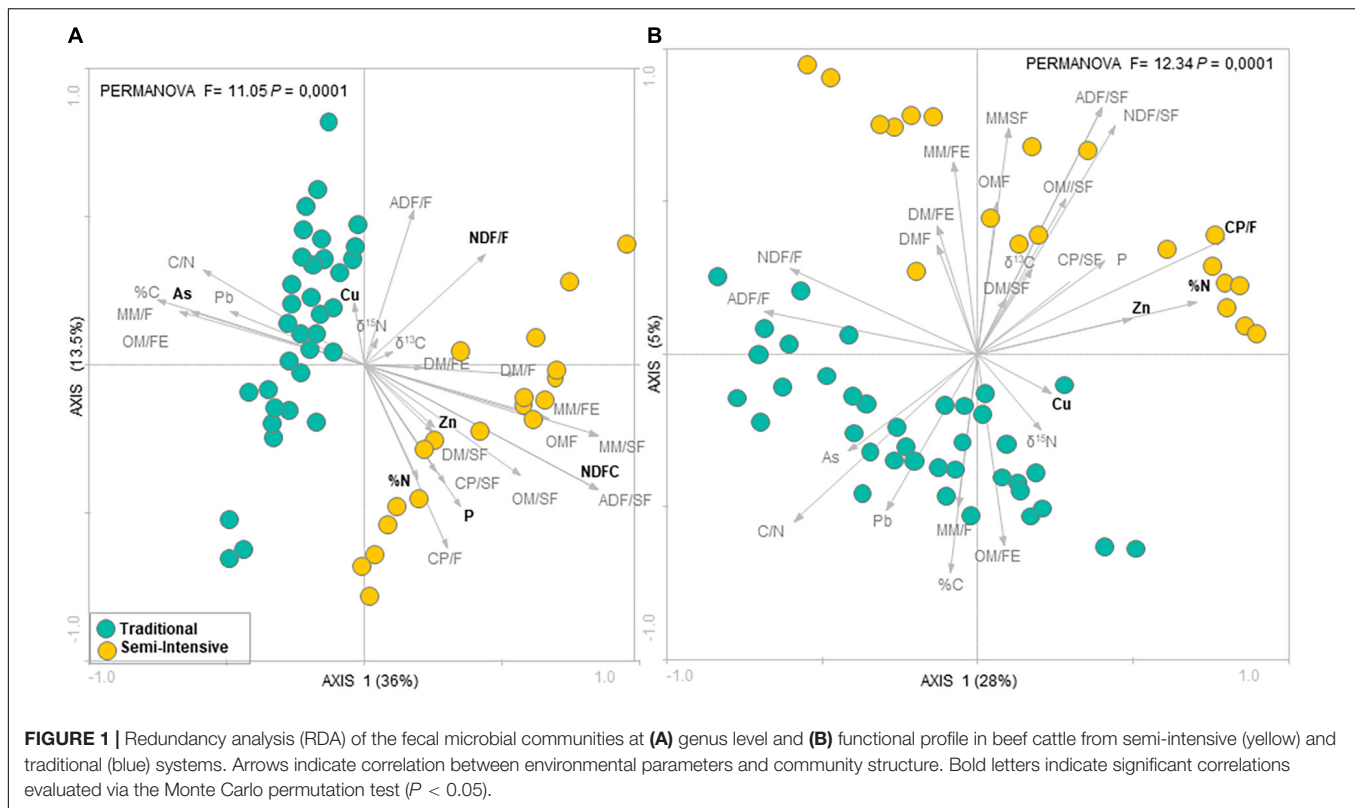 A
PERMANOVA F= 11.05 P = 0,0001
1.0
ADF/F
NDF/F
C/N
%C
As
Pb
Cu
MM/F
δ15N
OM/FE
δ13C
DM/FE
DM/F
MM/FE
Zn
OMF
MM/SF
DM/SF
NDFC
%N
CP/SF
OM/SF
ADF/SF
P
CP/F
AXIS (13.5%)
Traditional
Semi-Intensive
-1.0
-1.0
AXIS 1 (36%)
1.0
B
PERMANOVA F= 12.34 P = 0,0001
1.0
ADF/SF
MMSF
NDF/SF
MM/FE
OMF
OM//SF
DM/FE
DMF
CP/F
NDF/F
δ13C
CP/SF
P
DM/SF
%N
ADF/F
Zn
Cu
δ15N
As
C/N
Pb
MM/F
OM/FE
%C
AXIS (5%)
-1.0
-1.0
AXIS 1 (28%)
1.0
FIGURE 1 | Redundancy analysis (RDA) of the fecal microbial communities at (A) genus level and (B) functional profile in beef cattle from semi-intensive (yellow) and
traditional (blue) systems. Arrows indicate correlation between environmental parameters and community structure. Bold letters indicate significant correlations
evaluated via the Monte Carlo permutation test (P < 0.05).